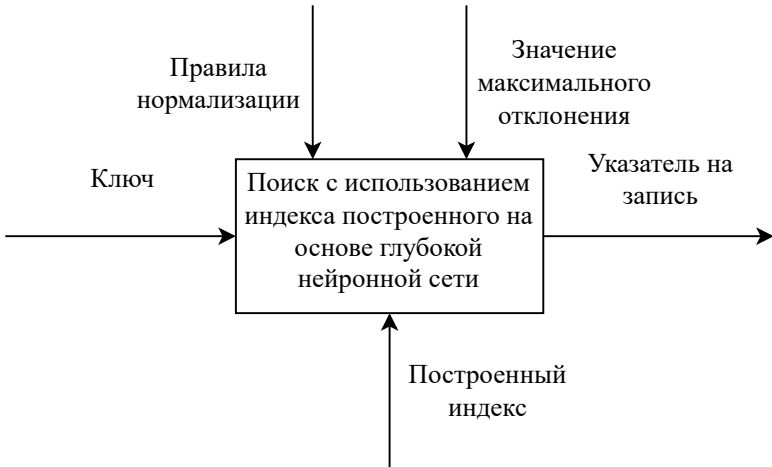 Правила
нормализации
Значение
максимального
отклонения
Ключ
Поиск с использованием
индекса построенного на
основе глубокой
нейронной сети
Указатель на
запись
Построенный
индекс